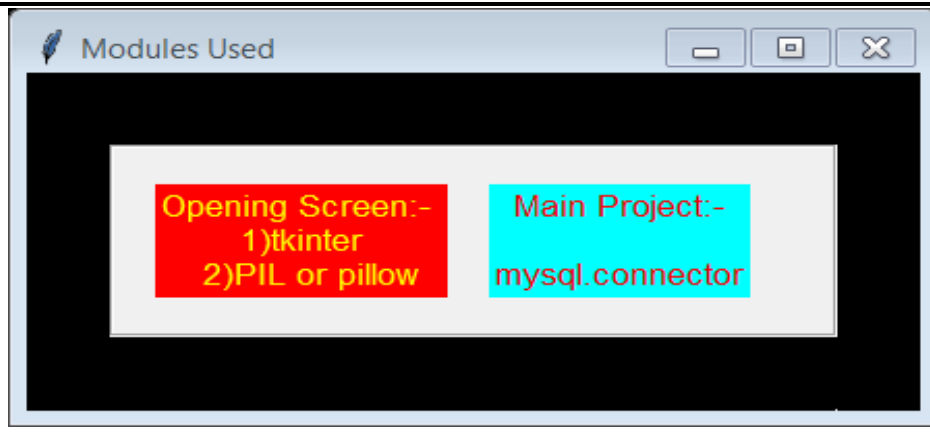 Modules Used
Opening Screen:-
1)tkinter
2)PIL or pillow
Main Project:-
mysql.connector